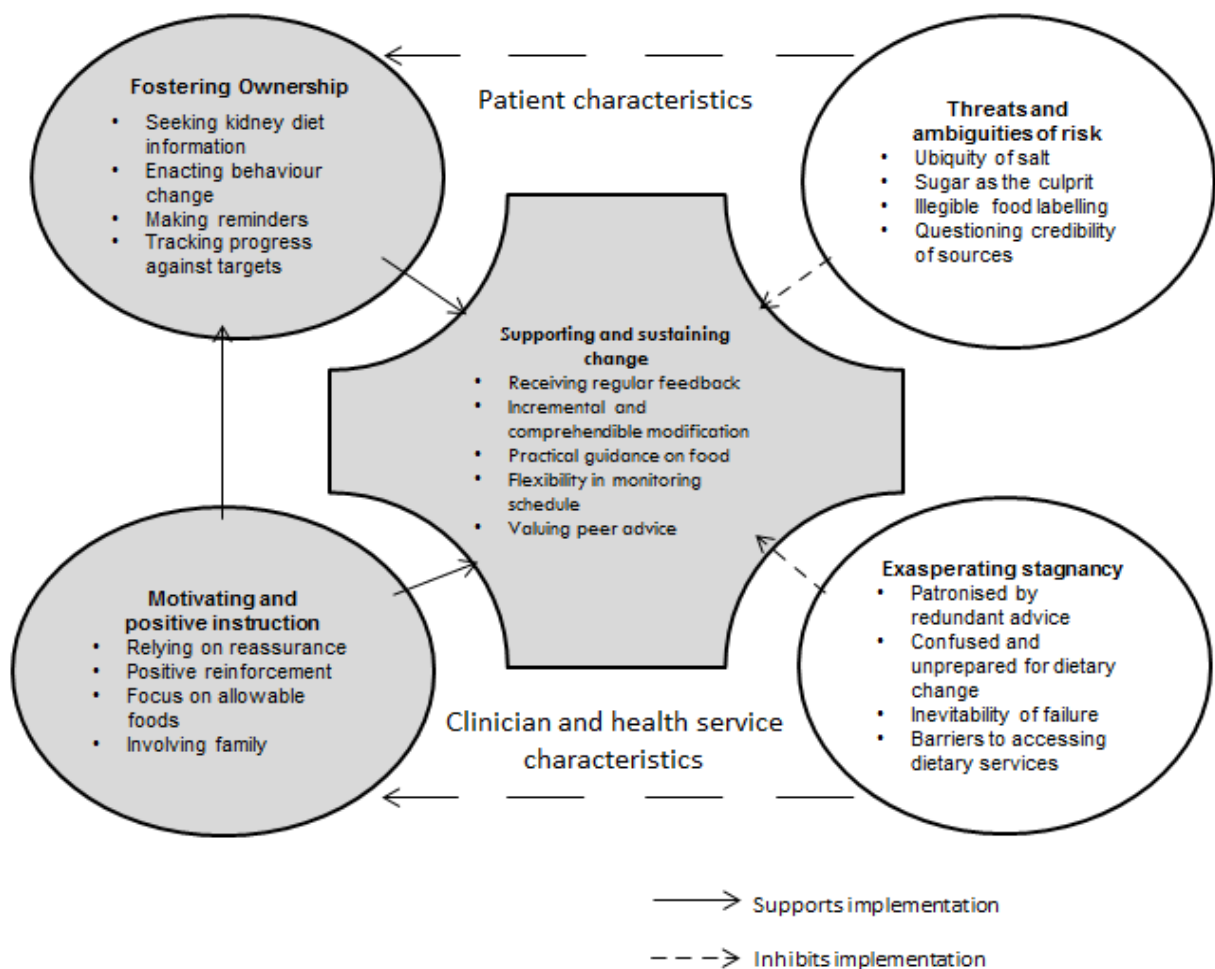 Fostering Ownership
• Seeking kidney diet
information
• Enacting behaviour
change
• Making reminders
• Tracking progress
against targets
Patient characteristics
Threats and
ambiguities of risk
• Ubiquity of salt
• Sugar as the culprit
• Illegible food labelling
• Questioning credibility
of sources
Supporting and sustaining
change
• Receiving regular feedback
• Incremental and
comprehendible modification
• Practical guidance on food
• Flexibility in monitoring
schedule
• Valuing peer advice
Motivating and
positive instruction
• Relying on reassurance
• Positive reinforcement
• Focus on allowable
foods
• Involving family
Clinician and health service
characteristics
Exasperating stagnancy
• Patronised by
redundant advice
• Confused and
unprepared for dietary
change
• Inevitability of failure
• Barriers to accessing
dietary services
Supports implementation
Inhibits implementation